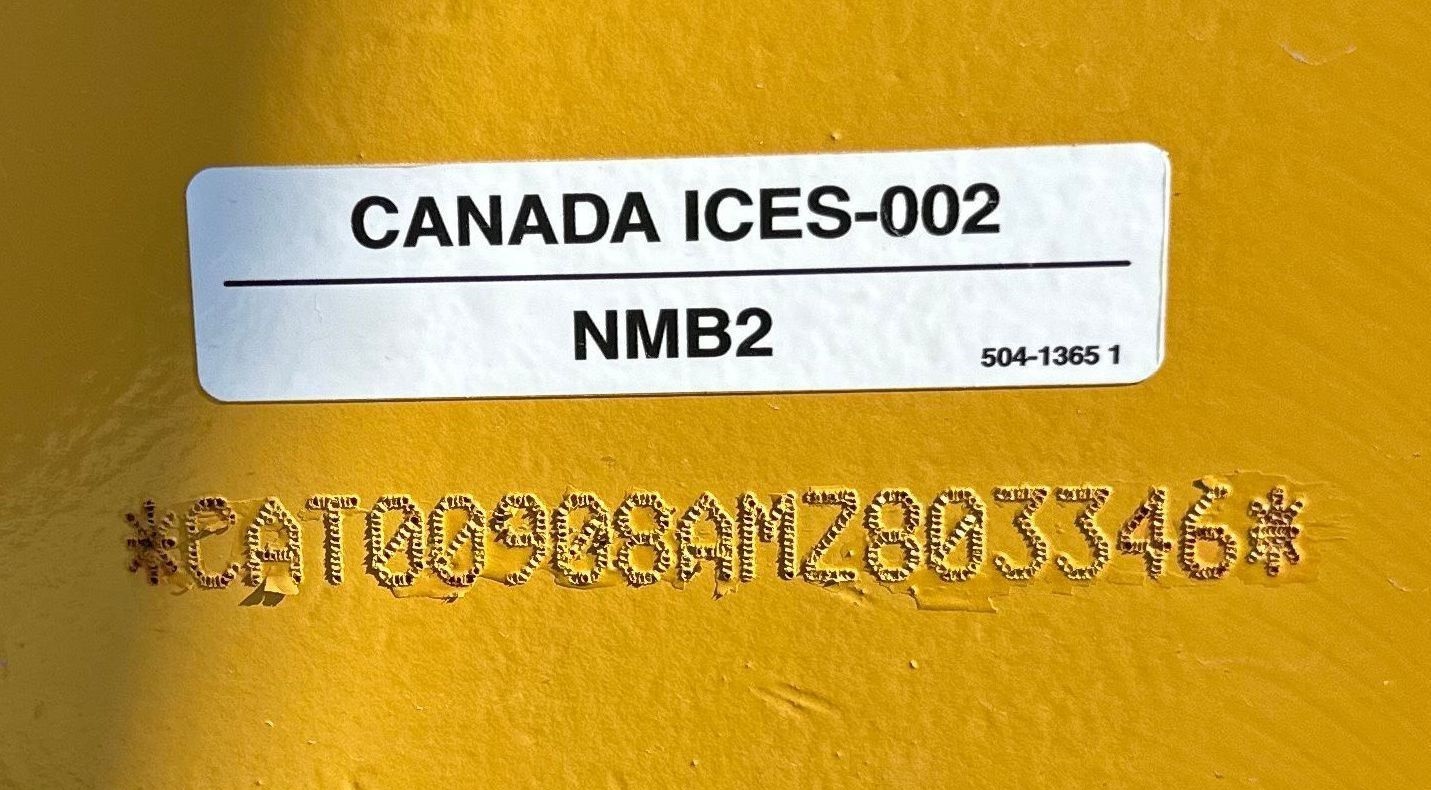 CANADA ICES-002
NMB2
504-1365 1
*CAT00908AMZ803346*